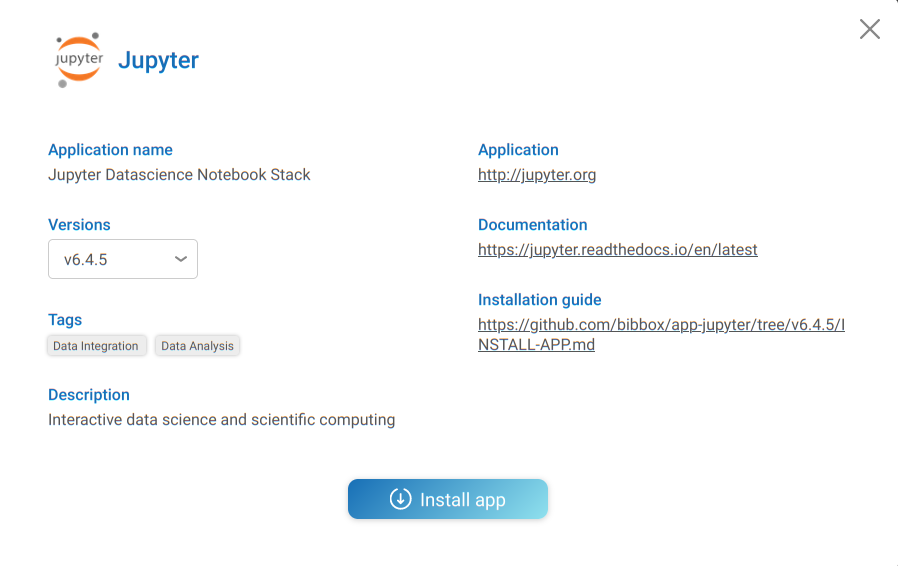 jupyter
Jupyter
Application name
Jupyter Datascience Notebook Stack
Versions
v6.4.5
Tags
Data Integration
Data Analysis
Description
Interactive data science and scientific computing
Application
http://jupyter.org
Documentation
https://jupyter.readthedocs.io/en/latest
Installation guide
https://github.com/bibbox/app-jupyter/tree/v6.4.5/I
NSTALL-APP.md
Install app